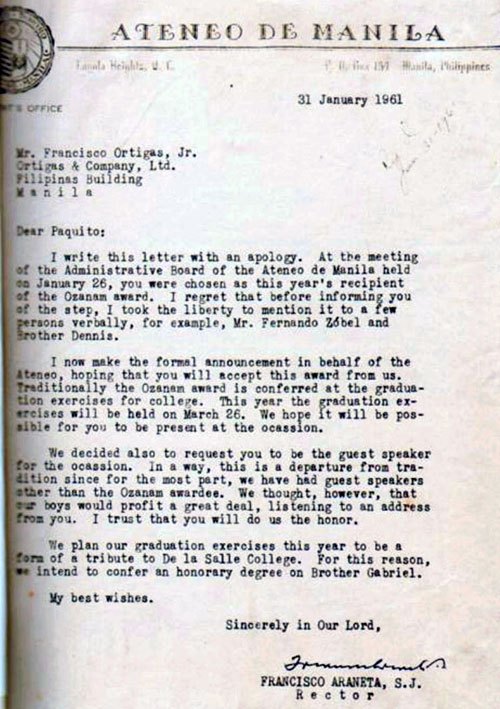 ATENEO DE MANILA
Loyola Heights, Q. C.
P. O. Box 154 Manila, Philippines
31 January 1961
OFFICE
Mr. Francisco Ortigas, Jr.
Ortigas & Company, Ltd.
Filipinas Building
M a n i l a
Dear Paquito:
I write this letter with an apology. At the meeting
of the Administrative Board of the Ateneo de Manila held
on January 26, you were chosen as this year's recipient
of the Ozanam award. I regret that before informing you
of the step, I took the liberty to mention it to a few
persons verbally, for example, Mr. Fernando Zóbel and
Brother Dennis.
I now make the formal announcement in behalf of the
Ateneo, hoping that you will accept this award from us.
Traditionally the Ozanam award is conferred at the gradua-
tion exercises for college. This year the graduation ex-
ercises will be held on March 26. We hope it will be pos-
sible for you to be present at the ocassion.
We decided also to request you to be the guest speaker
for the ocassion. In a way, this is a departure from tra-
dition since for the most part, we have had guest speakers
other than the Ozanam awardee. We thought, however, that
our boys would profit a great deal, listening to an address
from you. I trust that you will do us the honor.
We plan our graduation exercises this year to be a
form of a tribute to De la Salle College. For this reason,
we intend to confer an honorary degree on Brother Gabriel.
My best wishes.
Sincerely in Our Lord,
FRANCISCO ARANETA, S.J.
R e c t o r